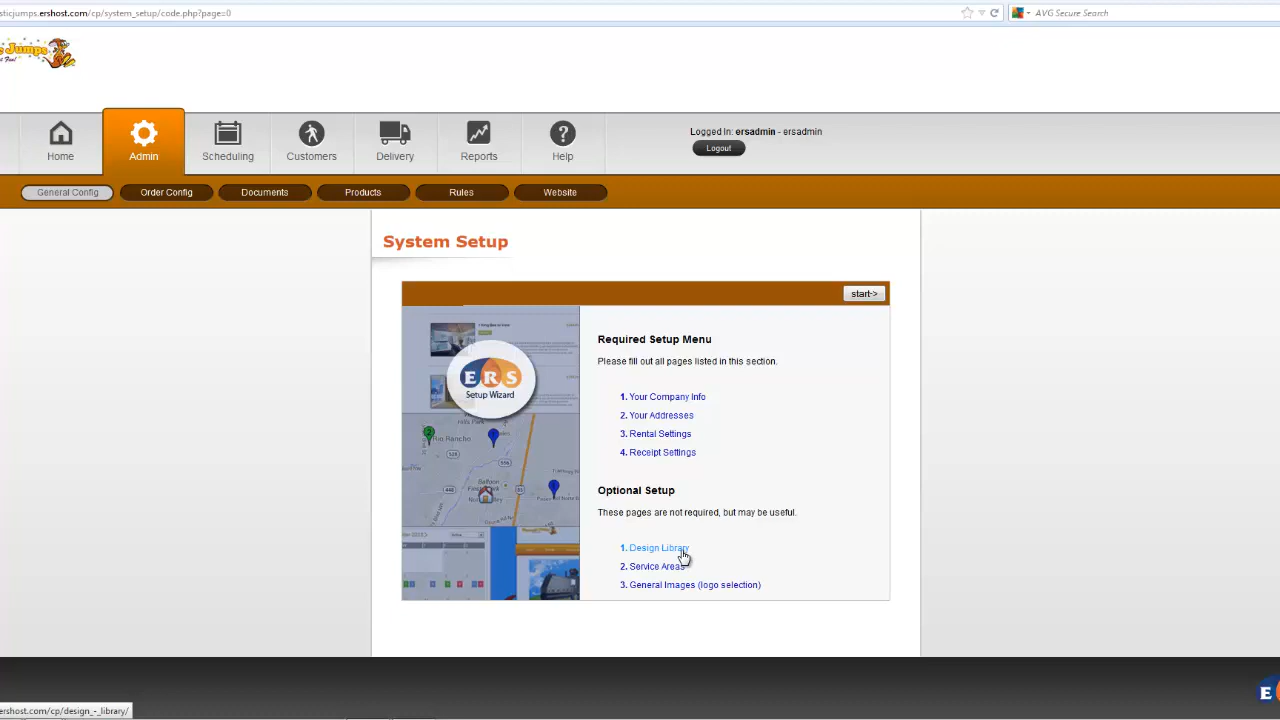 sticjumps.ershost.com/cp/system_setup/code.php?page=0
AVG Secure Search
Jumps
Home
Admin
Scheduling
Customers
Delivery
Reports
Help
Logged In: ersadmin - ersadmin
Logout
General Config
Order Config
Documents
Products
Rules
Website
System Setup
start->
ERS
Setup Wizard
Rio Rancho
Required Setup Menu
Please fill out all pages listed in this section.
1. Your Company Info
2. Your Addresses
3. Rental Settings
4. Receipt Settings
Optional Setup
These pages are not required, but may be useful.
1. Design Library
2. Service Areas
3. General Images (logo selection)
E
ershost.com/cp/design_-_library/